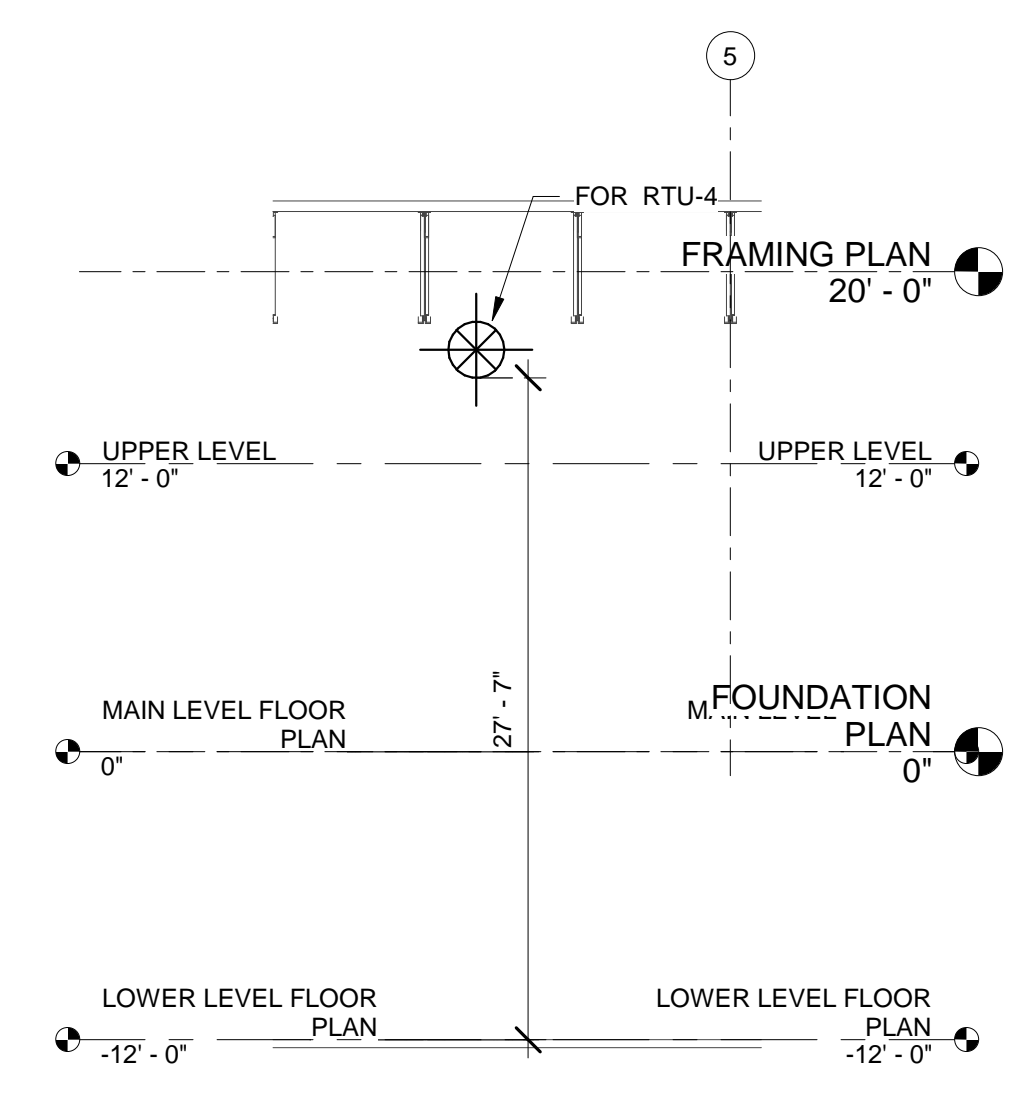 5
FOR RTU-4
FRAMING PLAN
20' - 0"
UPPER LEVEL
12' - 0"
UPPER LEVEL
12' - 0"
27' - 7"
MAIN LEVEL FLOOR
PLAN
0"
MAIN LEVEL
FOUNDATION
PLAN
0"
LOWER LEVEL FLOOR
PLAN
-12' - 0"
LOWER LEVEL FLOOR
PLAN
-12' - 0"